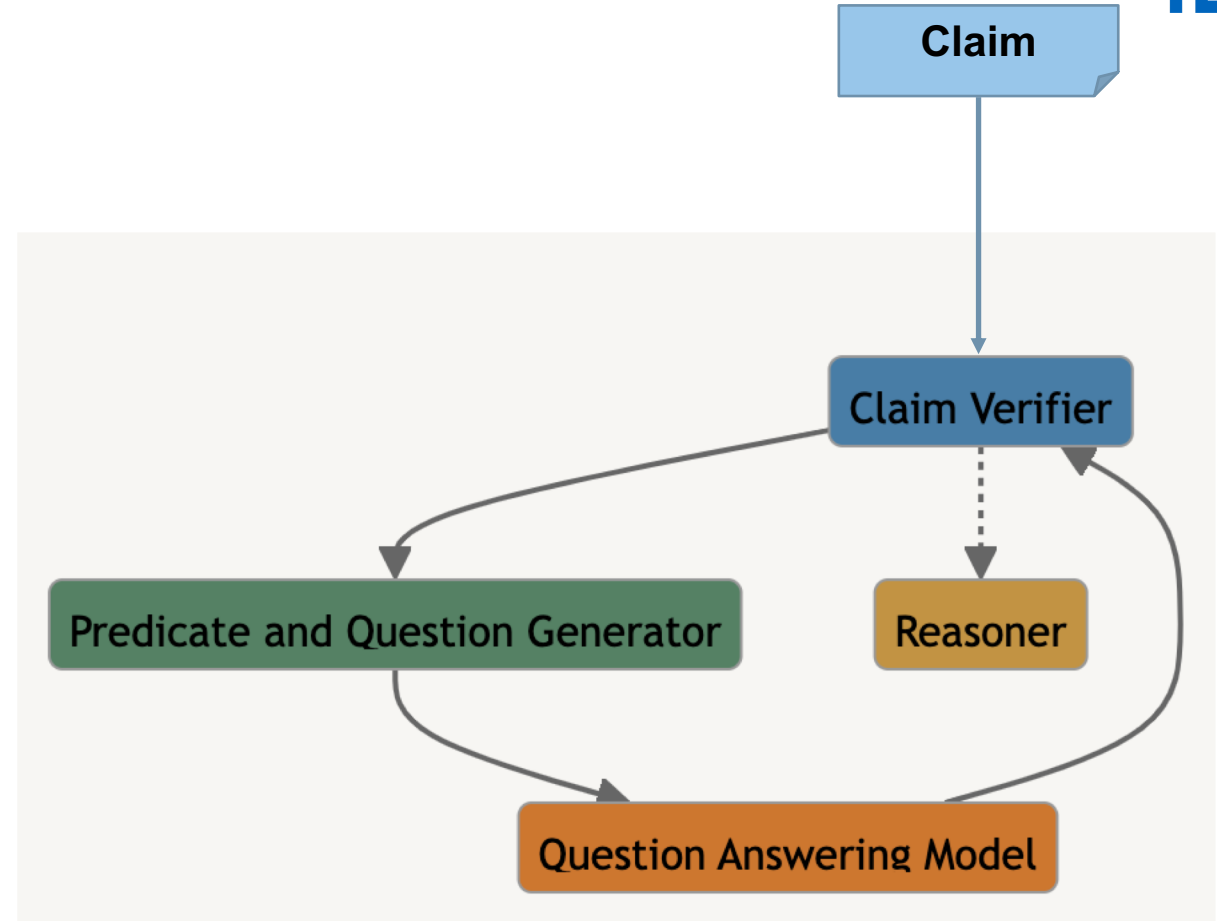 Claim
Claim Verifier
Predicate and Question Generator
Reasoner
Question Answering Model